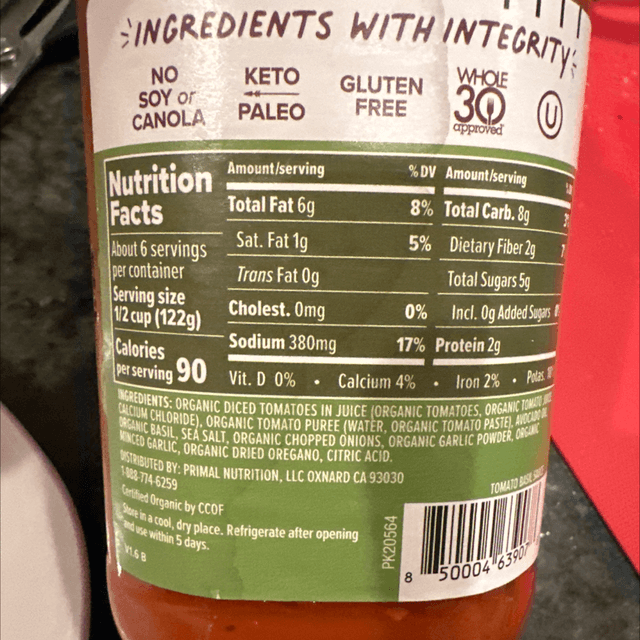 INGREDIENTS WITH INTEGRITY
NO
SOY or
CANOLA
KETO
PALEO
GLUTEN
FREE
WHOLE
30
approved
U
Nutrition
Facts
About 6 servings
per container
Serving size
1/2 cup (122g)
Calories
per serving 90
Amount/serving % DV
Total Fat 6g 8%
Sat. Fat 1g 5%
Trans Fat 0g
Cholest. 0mg 0%
Sodium 380mg 17%
Amount/serving
Total Carb. 8g
Dietary Fiber 2g
Total Sugars 5g
Incl. 0g Added Sugars
Protein 2g
Vit. D 0% • Calcium 4% • Iron 2% • Potas.
INGREDIENTS: ORGANIC DICED TOMATOES IN JUICE (ORGANIC TOMATOES, ORGANIC TOMATO JUICE,
CALCIUM CHLORIDE), ORGANIC TOMATO PUREE (WATER, ORGANIC TOMATO PASTE), AVOCADO OIL,
ORGANIC BASIL, SEA SALT, ORGANIC CHOPPED ONIONS, ORGANIC GARLIC POWDER, ORGANIC
MINCED GARLIC, ORGANIC DRIED OREGANO, CITRIC ACID.
DISTRIBUTED BY: PRIMAL NUTRITION, LLC OXNARD CA 93030
1-888-774-6259
Certified Organic by CCOF
Store in a cool, dry place. Refrigerate after opening
and use within 5 days.
V1.6 B
PK20564
TOMATO BASIL SAUCE
8 50004 63907